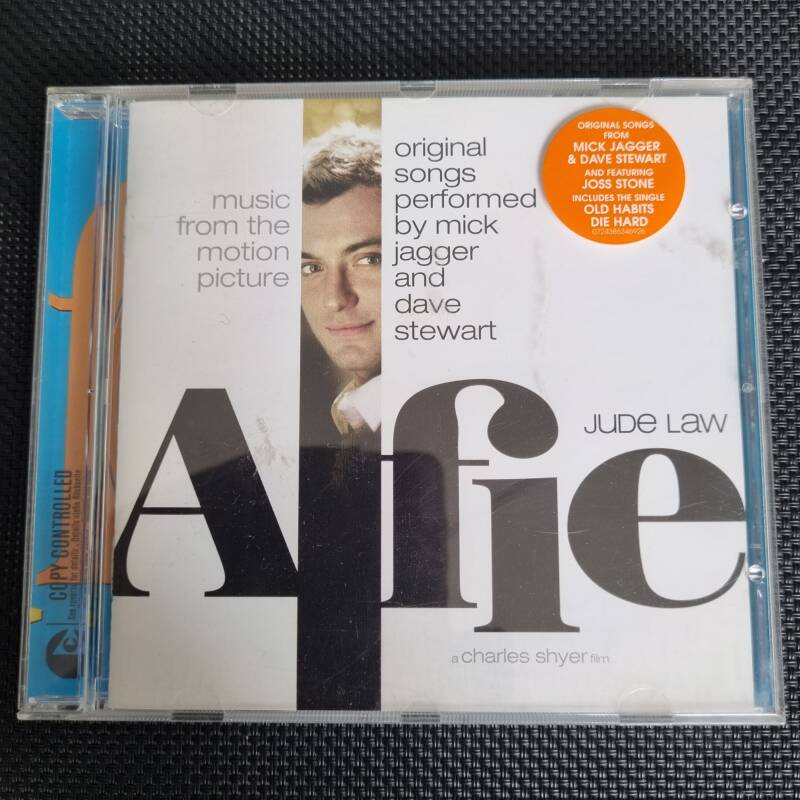 music
from the
motion
picture
original
songs
performed
by mick
jagger
and
dave
stewart
ORIGINAL SONGS
FROM
MICK JAGGER
& DAVE STEWART
AND FEATURING
JOSS STONE
INCLUDES THE SINGLE
OLD HABITS
DIE HARD
0724386346926
JUDE LAW
Alfie
a charles shyer film
COPY CONTROLLED